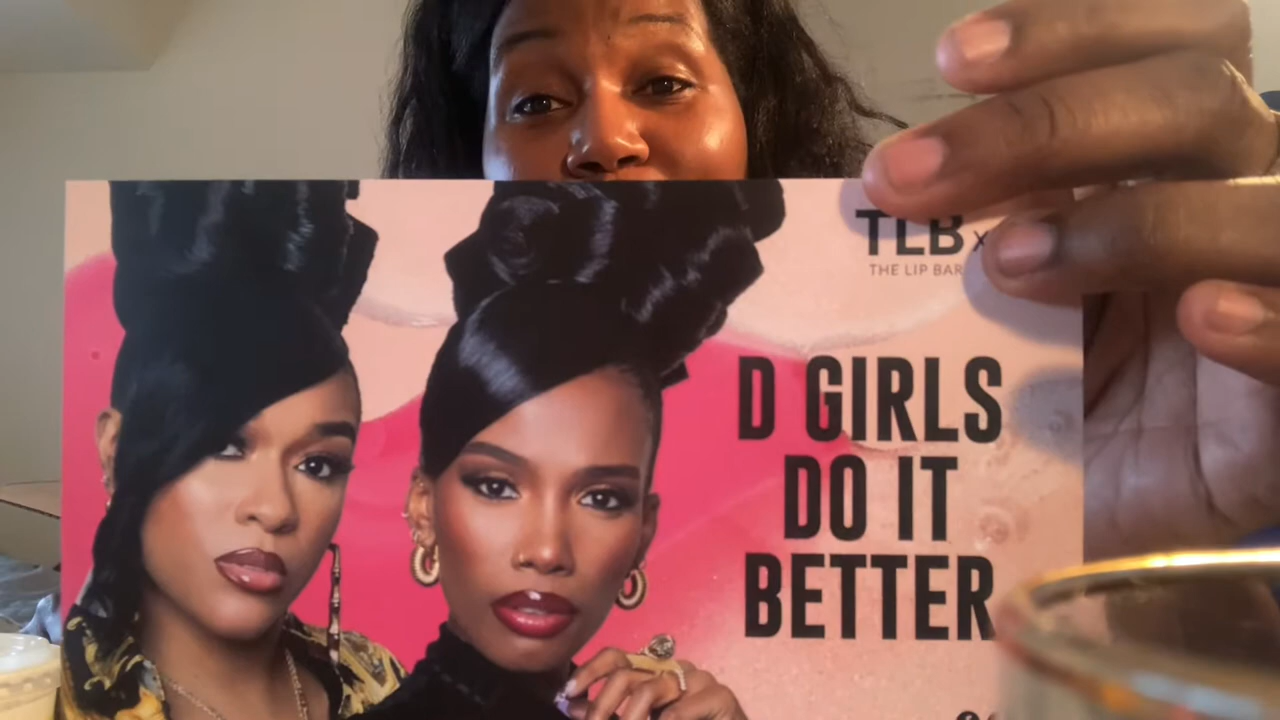 TLB x
THE LIP BAR
D GIRLS
DO IT
BETTER